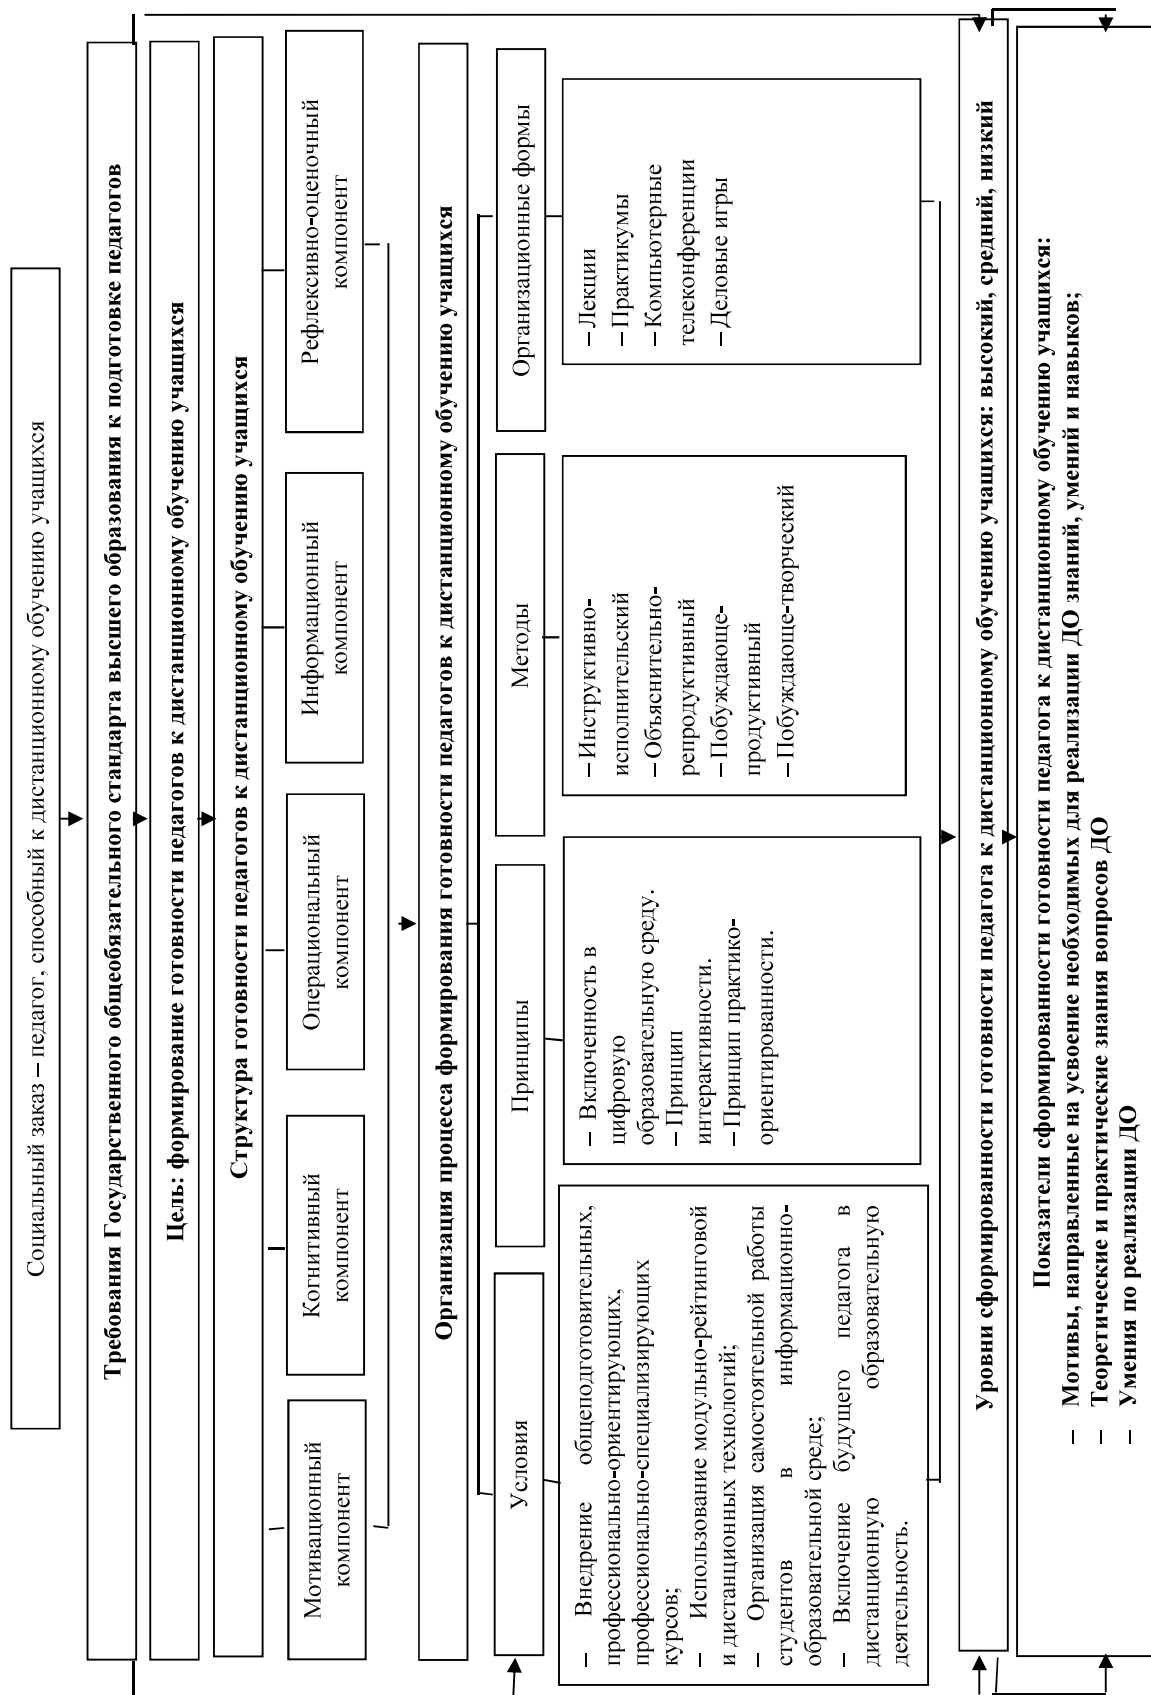 Социальный заказ – педагог, способный к дистанционному обучению учащихся
Требования Государственного общеобязательного стандарта высшего образования к подготовке педагогов
Цель: формирование готовности педагогов к дистанционному обучению учащихся
Структура готовности педагогов к дистанционному обучению учащихся
Мотивационный
компонент
Когнитивный
компонент
Операциональный
компонент
Информационный
компонент
Рефлексивно-оценочный
компонент
Организация процесса формирования готовности педагогов к дистанционному обучению учащихся
Условия
– Внедрение общеподготовительных,
профессионально-ориентирующих,
профессионально-специализирующих
курсов;
– Использование модульно-рейтинговой
и дистанционных технологий;
– Организация самостоятельной работы
студентов в информационно-
образовательной среде;
– Включение будущего педагога в
дистанционную образовательную
деятельность.
Принципы
– Включенность в
цифровую
образовательную среду.
– Принцип
интерактивности.
– Принцип практико-
ориентированности.
Методы
– Инструктивно-
исполнительский
– Объяснительно-
репродуктивный
– Побуждающе-
продуктивный
– Побуждающе-творческий
Организационные формы
– Лекции
– Практикумы
– Компьютерные
телеконференции
– Деловые игры
Уровни сформированности готовности педагога к дистанционному обучению учащихся: высокий, средний, низкий
Показатели сформированности готовности педагога к дистанционному обучению учащихся:
– Мотивы, направленные на усвоение необходимых для реализации ДО знаний, умений и навыков;
– Теоретические и практические знания вопросов ДО
– Умения по реализации ДО